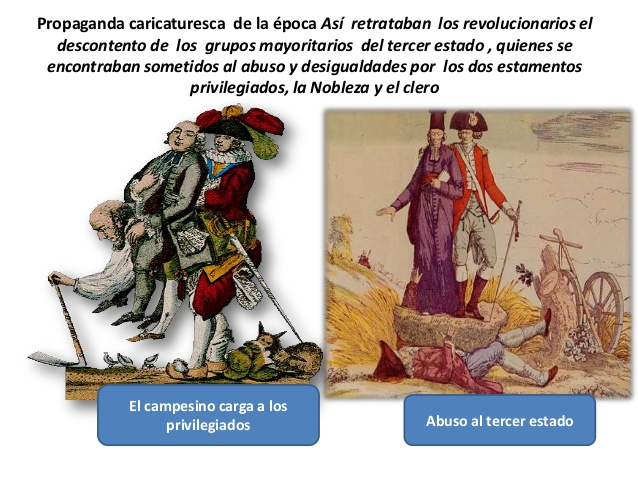 Propaganda caricaturesca de la época Así retrataban los revolucionarios el
descontento de los grupos mayoritarios del tercer estado , quienes se
encontraban sometidos al abuso y desigualdades por los dos estamentos
privilegiados, la Nobleza y el clero
El campesino carga a los
privilegiados
Abuso al tercer estado